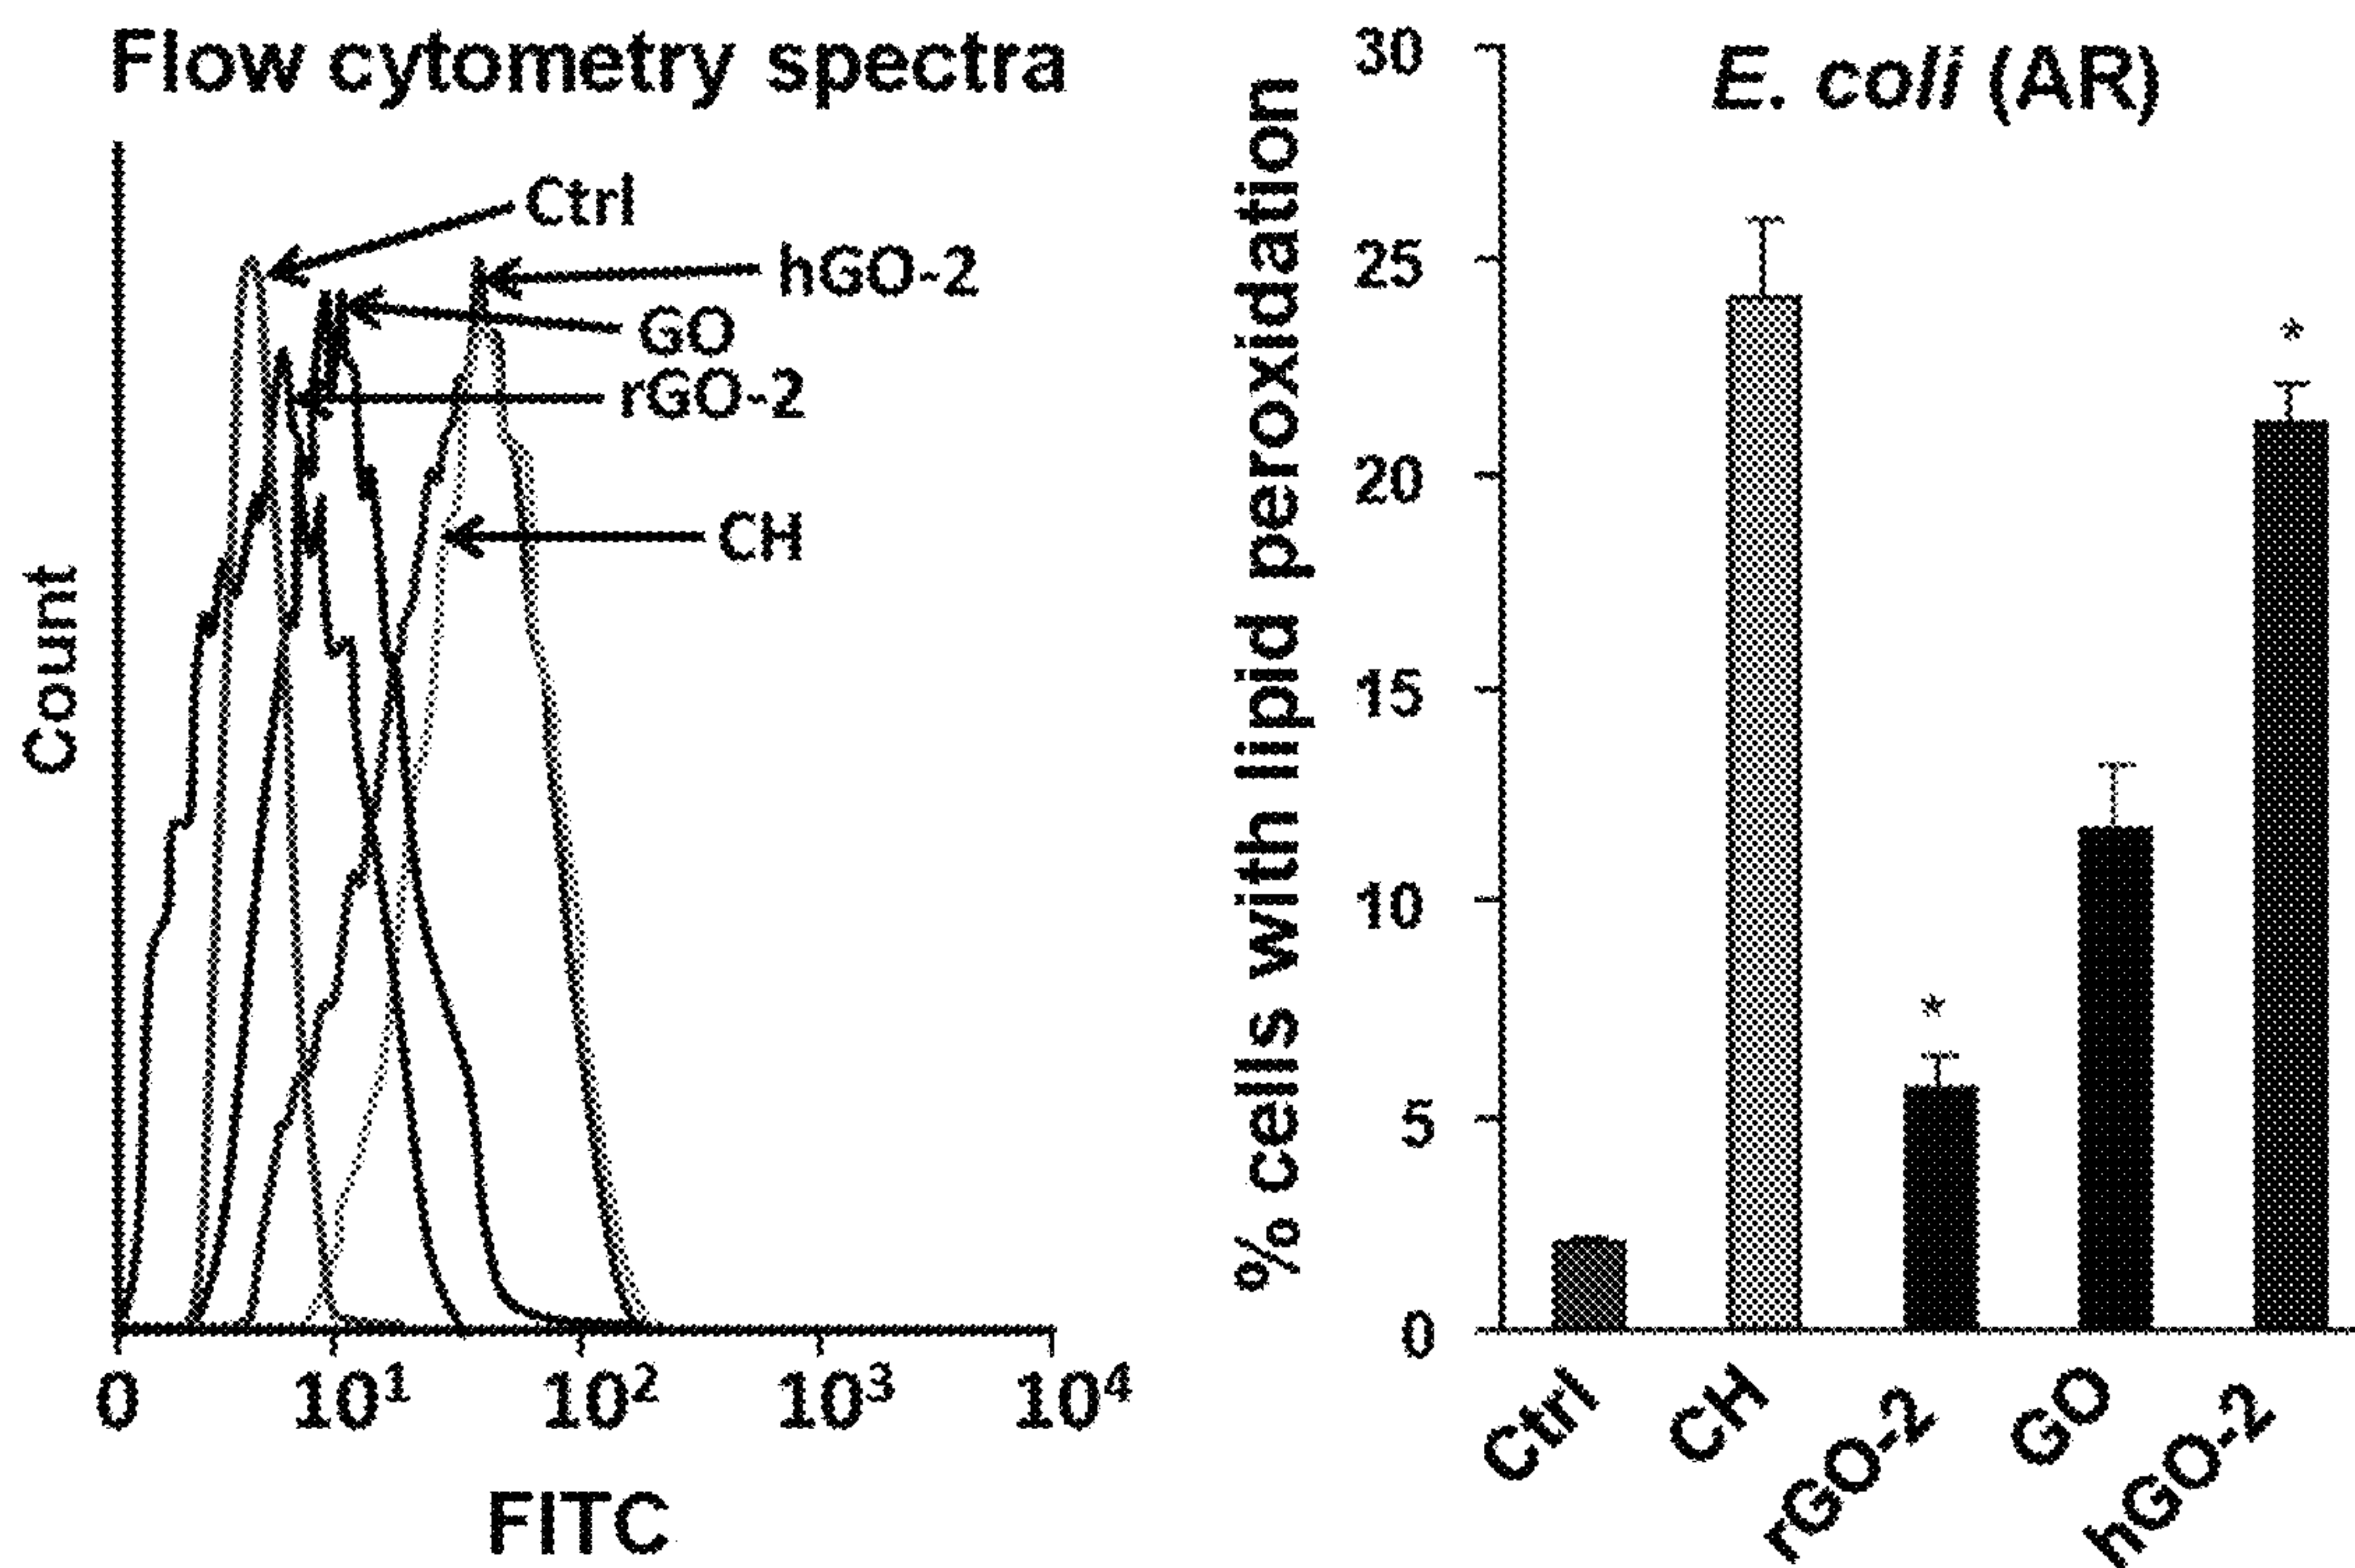 Flow cytometry spectra
Ctrl
hGO-2
GO
rGO-2
CH
Count
0
10¹
10²
10³
10⁴
FITC
E. coli (AR)
% cells with lipid peroxidation
30
25
20
15
10
5
0
*
*
Ctrl
CH
rGO-2
GO
hGO-2